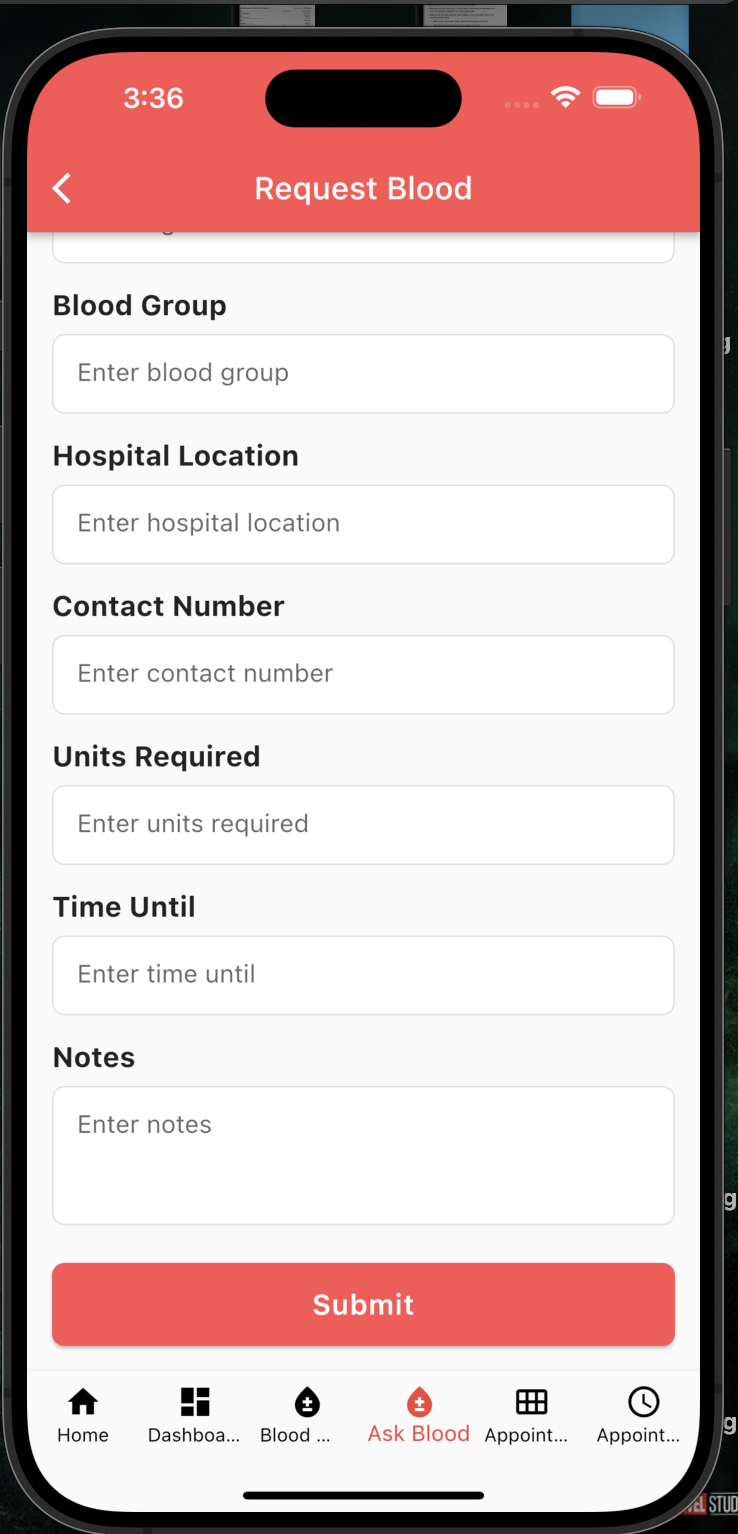 3:36
Request Blood
Blood Group
Enter blood group
Hospital Location
Enter hospital location
Contact Number
Enter contact number
Units Required
Enter units required
Time Until
Enter time until
Notes
Enter notes
Submit
Home
Dashboa...
Blood ...
Ask Blood
Appoint...
Appoint...